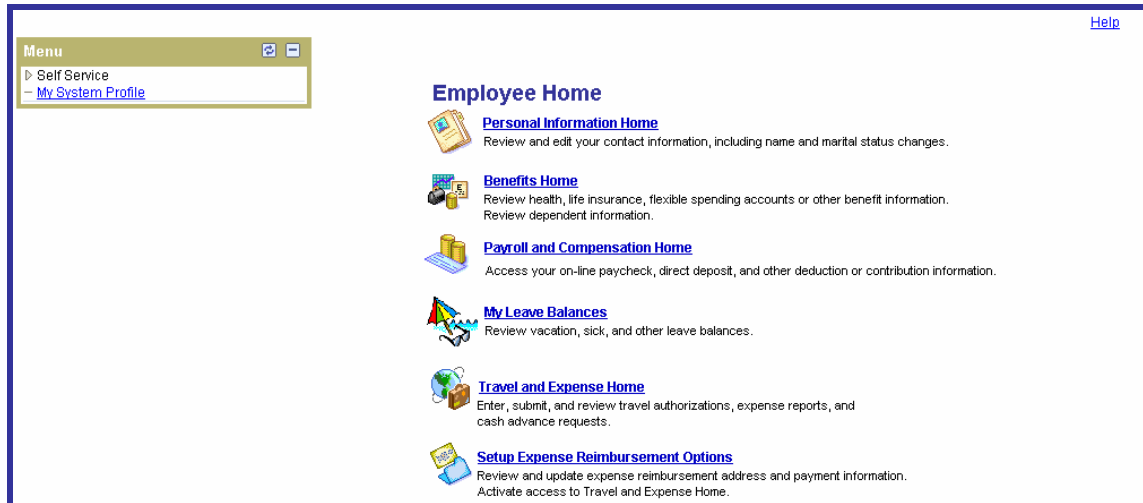 Help
Menu
Self Service
My System Profile
Employee Home
Personal Information Home
Review and edit your contact information, including name and marital status changes.
Benefits Home
Review health, life insurance, flexible spending accounts or other benefit information.
Review dependent information.
Payroll and Compensation Home
Access your on-line paycheck, direct deposit, and other deduction or contribution information.
My Leave Balances
Review vacation, sick, and other leave balances.
Travel and Expense Home
Enter, submit, and review travel authorizations, expense reports, and
cash advance requests.
Setup Expense Reimbursement Options
Review and update expense reimbursement address and payment information.
Activate access to Travel and Expense Home.